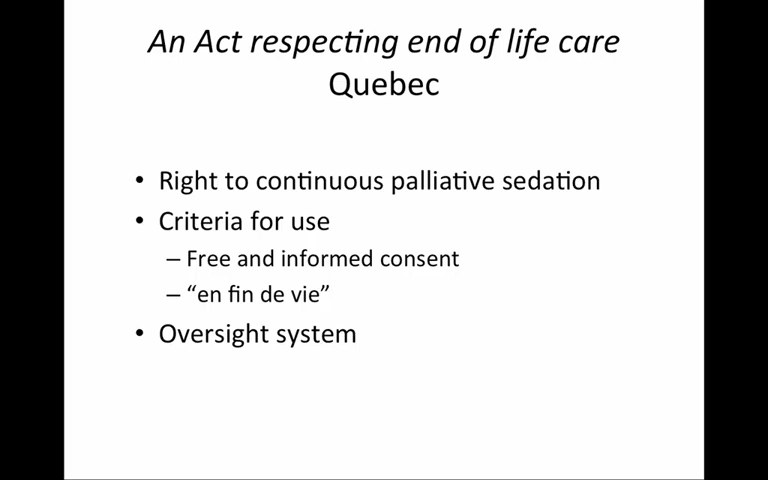 An Act respecting end of life care
Quebec
• Right to continuous palliative sedation
• Criteria for use
– Free and informed consent
– “en fin de vie”
• Oversight system